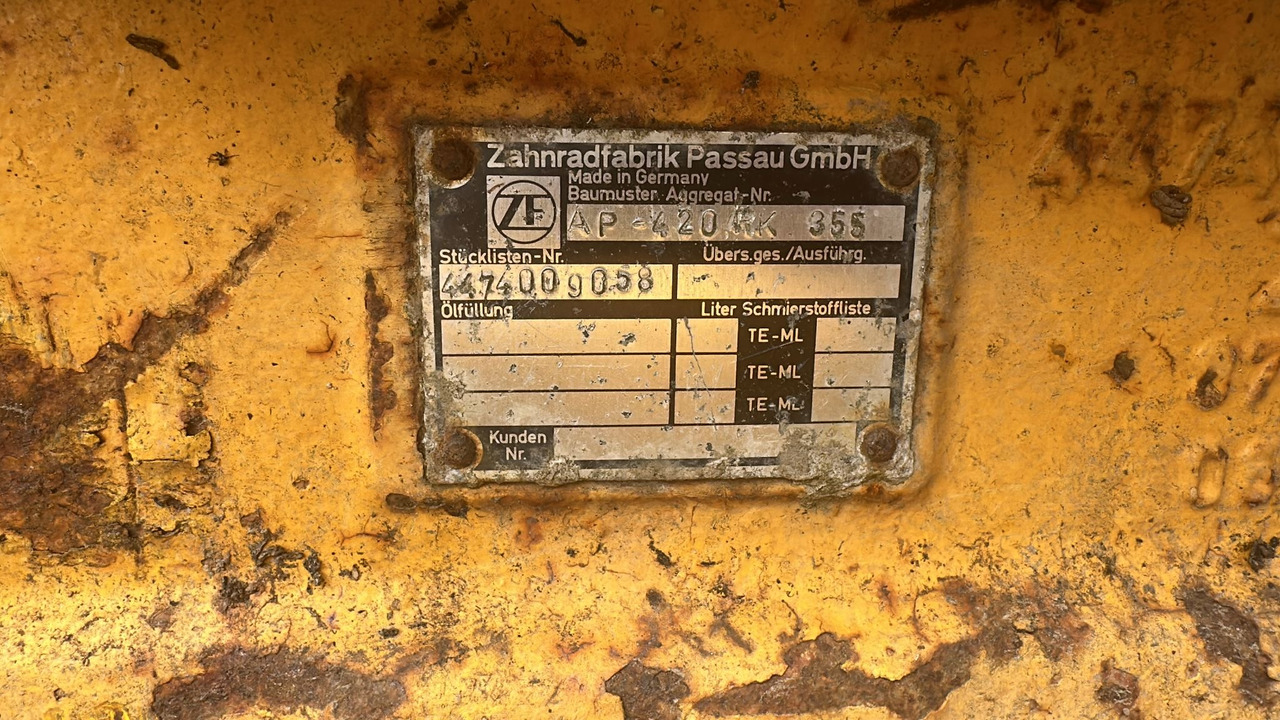 Zahnradfabrik Passau GmbH
Made in Germany
Baumuster Aggregat-Nr.
ZF
AP-420 RK 355
Stücklisten-Nr.
Übers.ges./Ausführg.
4474009058
Ölfüllung
Liter Schmierstoffliste
TE-ML
TE-ML
TE-ML
Kunden
Nr.